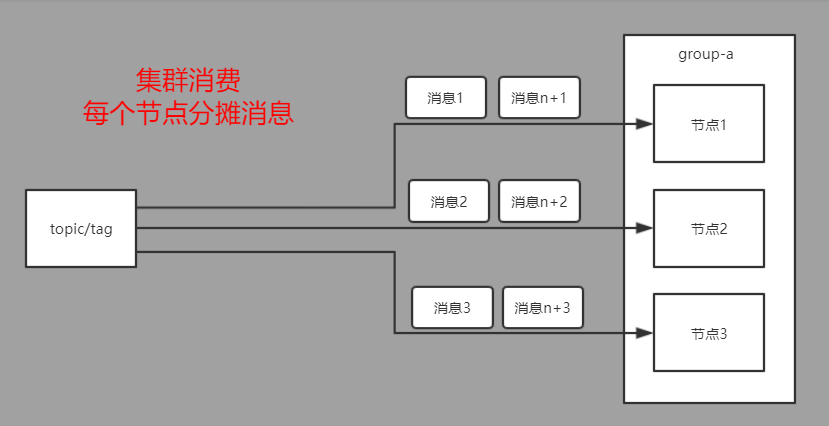 集群消费
每个节点分摊消息
group-a
消息1
消息n+1
节点1
topic/tag
消息2
消息n+2
节点2
消息3
消息n+3
节点3